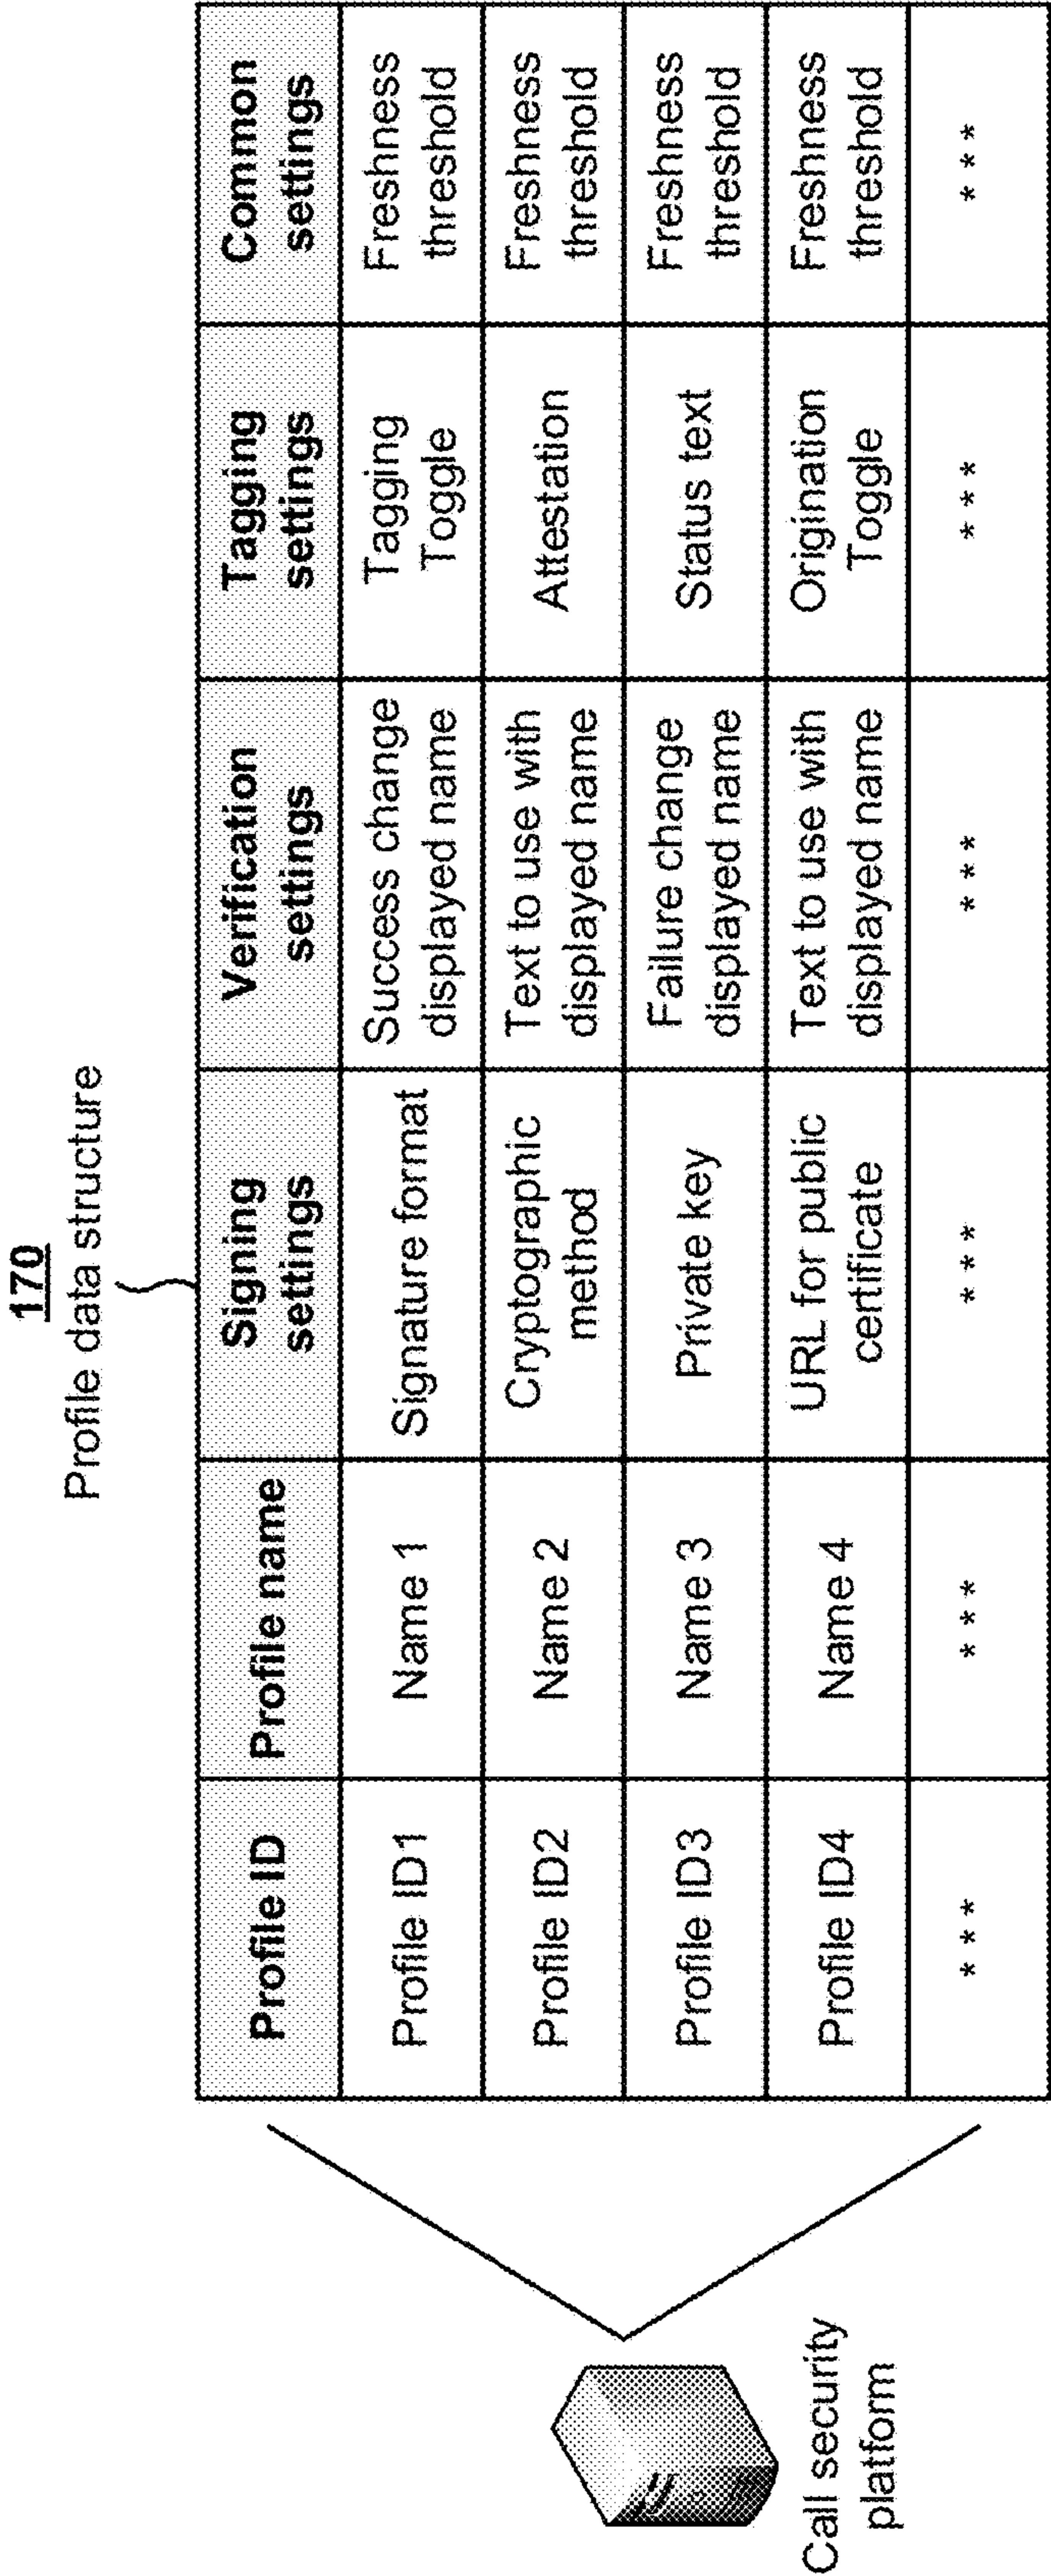 170
Profile data structure
Profile ID
Profile name
Signing
settings
Verification
settings
Tagging
settings
Common
settings
Profile ID1
Name 1
Signature format
Success change
displayed name
Tagging
Toggle
Freshness
threshold
Profile ID2
Name 2
Cryptographic
method
Text to use with
displayed name
Attestation
Freshness
threshold
Profile ID3
Name 3
Private key
Failure change
displayed name
Status text
Freshness
threshold
Profile ID4
Name 4
URL for public
certificate
Text to use with
displayed name
Origination
Toggle
Freshness
threshold
***
***
***
***
***
***
Call security
platform